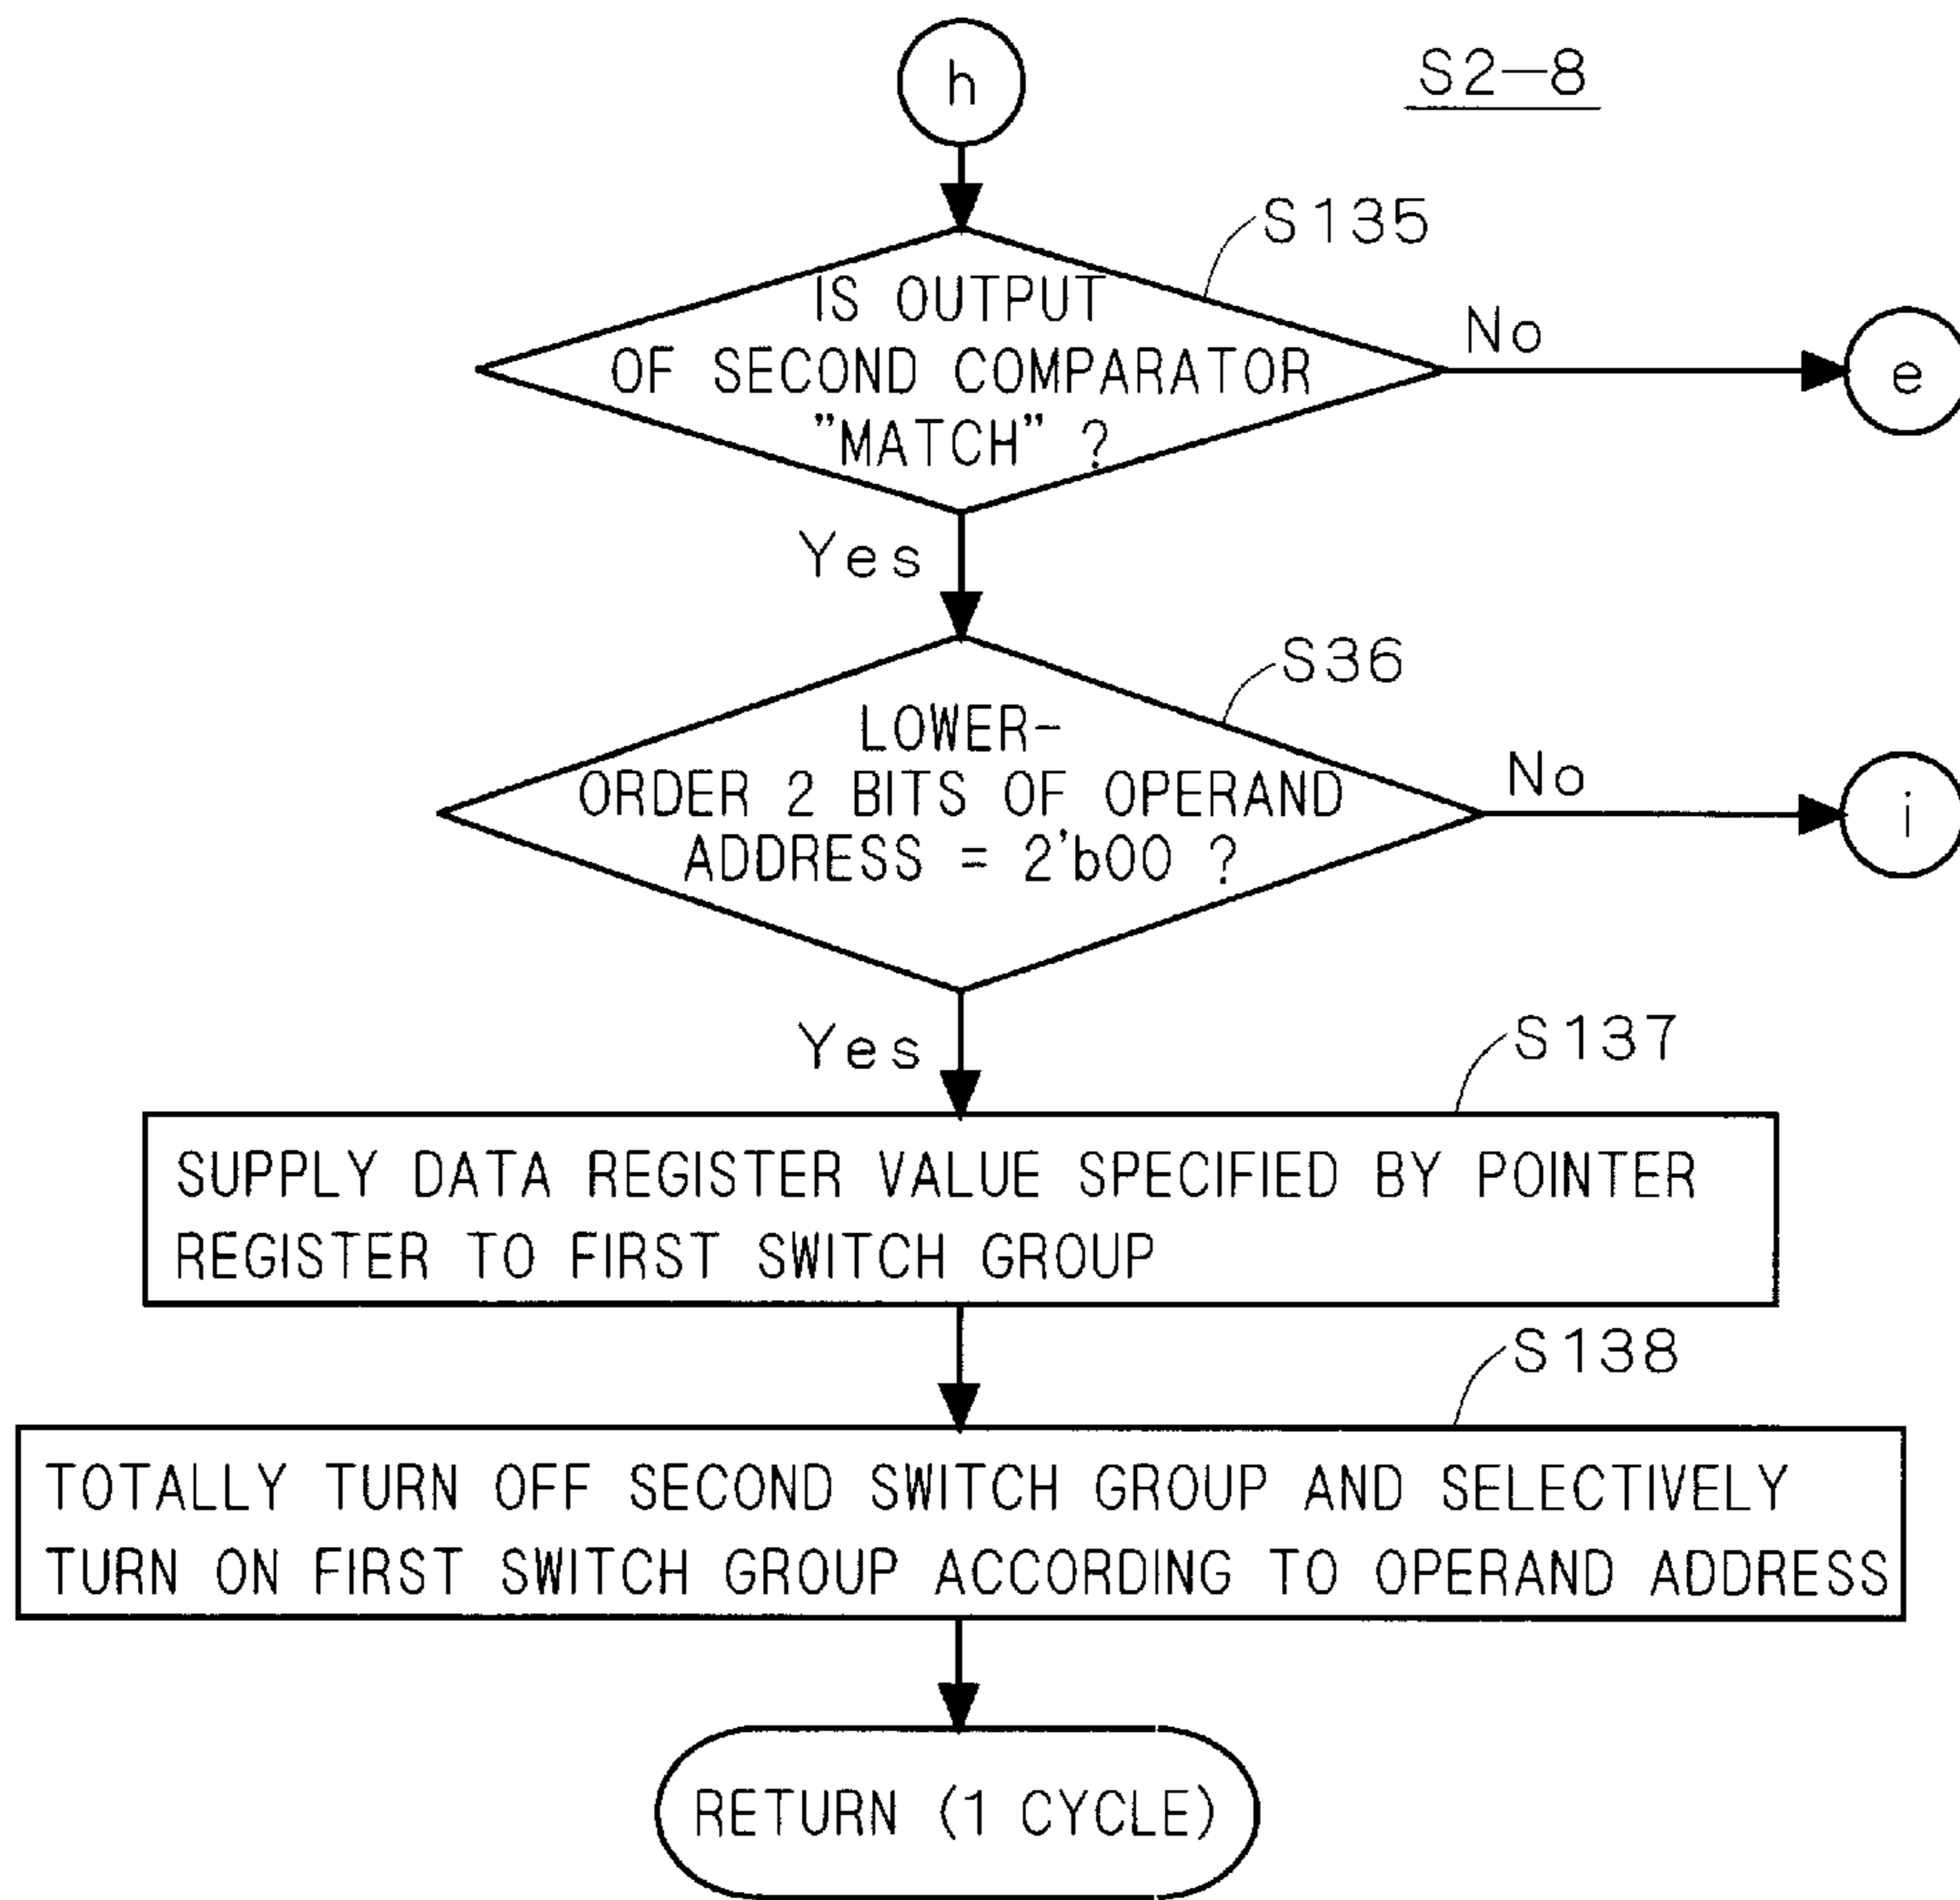 h
S2-8
S135
IS OUTPUT
OF SECOND COMPARATOR
"MATCH" ?
No
e
Yes
S36
LOWER-
ORDER 2 BITS OF OPERAND
ADDRESS = 2'b00 ?
No
i
Yes
S137
SUPPLY DATA REGISTER VALUE SPECIFIED BY POINTER
REGISTER TO FIRST SWITCH GROUP
S138
TOTALLY TURN OFF SECOND SWITCH GROUP AND SELECTIVELY
TURN ON FIRST SWITCH GROUP ACCORDING TO OPERAND ADDRESS
RETURN (1 CYCLE)